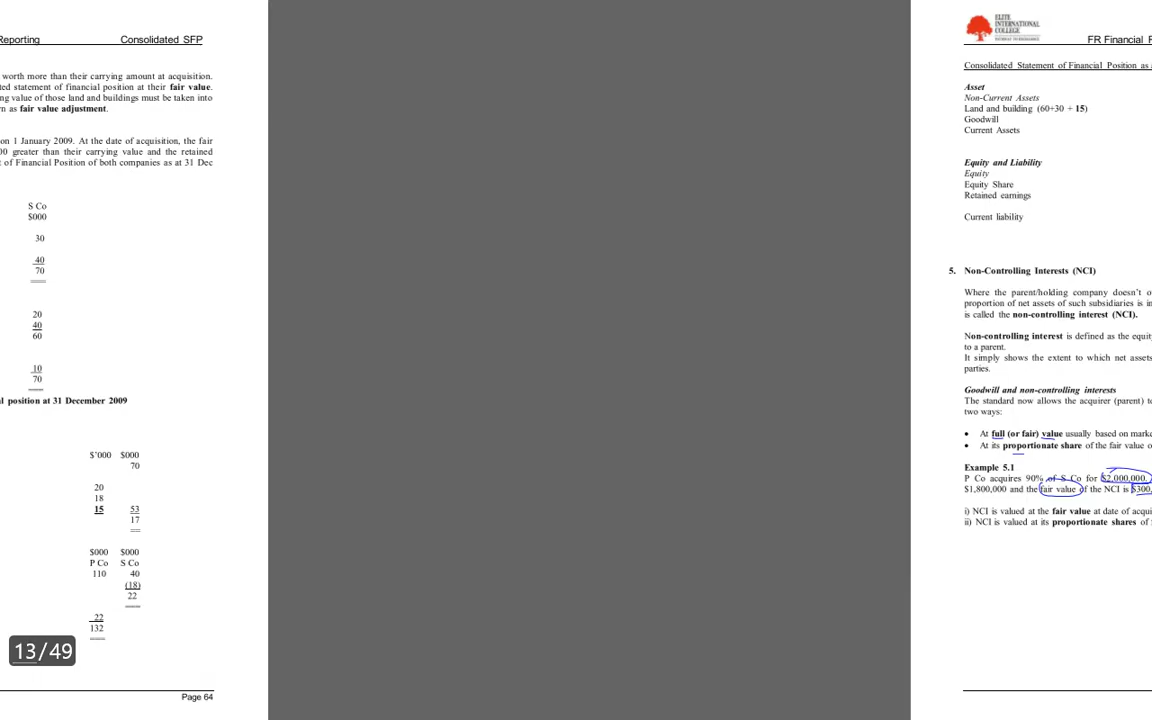 Reporting
Consolidated SFP
worth more than their carrying amount at acquisition.
ted statement of financial position at their fair value.
ng value of those land and buildings must be taken into
n as fair value adjustment.
on 1 January 2009. At the date of acquisition, the fair
00 greater than their carrying value and the retained
t of Financial Position of both companies as at 31 Dec
S Co
$000
30
40
70
20
40
60
10
70
l position at 31 December 2009
$'000 $000
70
20
18
15 53
17
$000 $000
P Co S Co
110 40
(18)
22
22
132
13/49
Page 64
ELITE
INTERNATIONAL
COLLEGE
FR Financial R
Consolidated Statement of Financial Position as a
Asset
Non-Current Assets
Land and building (60+30 + 15)
Goodwill
Current Assets
Equity and Liability
Equity
Equity Share
Retained earnings
Current liability
5. Non-Controlling Interests (NCI)
Where the parent/holding company doesn't o
proportion of net assets of such subsidiaries is in
is called the non-controlling interest (NCI).
Non-controlling interest is defined as the equity
to a parent.
It simply shows the extent to which net assets
parties.
Goodwill and non-controlling interests
The standard now allows the acquirer (parent) to
two ways:
• At full (or fair) value usually based on marke
• At its proportionate share of the fair value o
Example 5.1
P Co acquires 90% of S Co for $2,000,000.
$1,800,000 and the fair value of the NCI is $300,
i) NCI is valued at the fair value at date of acqui
ii) NCI is valued at its proportionate shares of